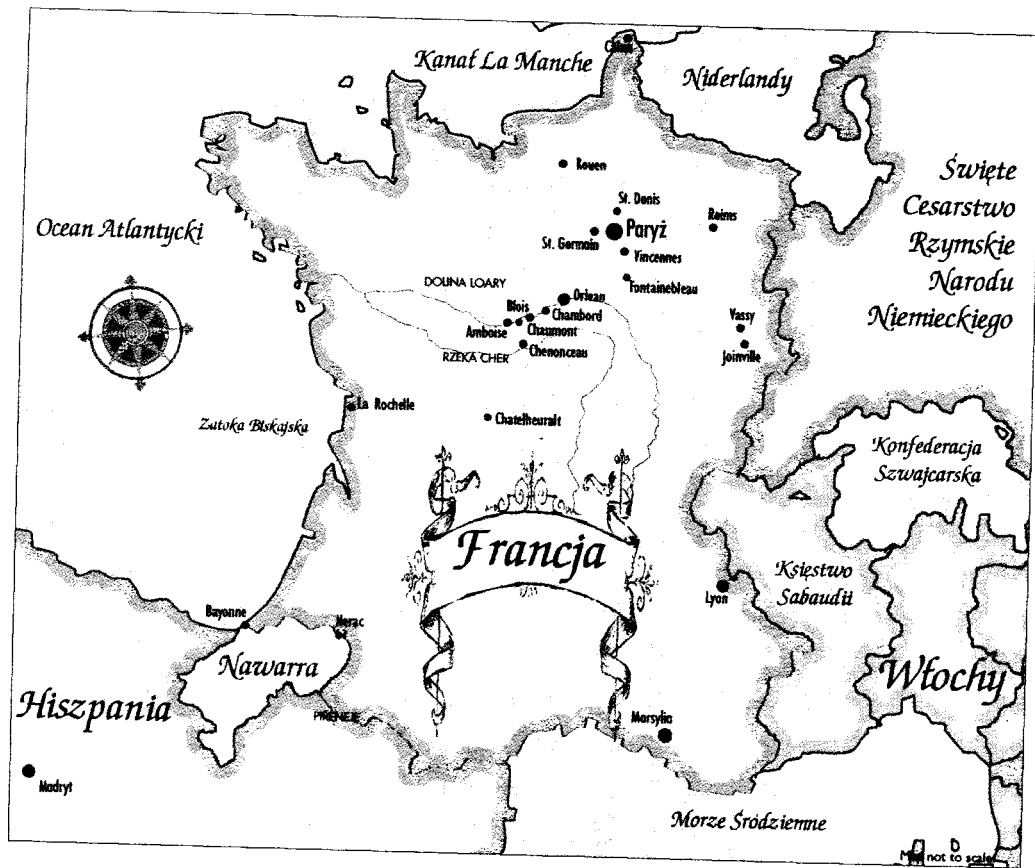 Kanał La Manche
Calais
Niderlandy
Rouen
Święte
Cesarstwo
Rzymskie
Narodu
Niemieckiego
St. Denis
Reims
Paryż
St. Germain
Vincennes
Fontainebleau
Ocean Atlantycki
DOLINA LOARY
Orlean
Blois
Chambord
Amboise
Chaumont
RZEKA CHER
Chenonceau
Vassy
Joinville
La Rochelle
Zatoka Biskajska
Chatelheuralt
Konfederacja
Szwajcarska
Francja
Księstwo
Sabaudii
Lyon
Bayonne
Nerac
Nawarra
Włochy
Hiszpania
PIRENEJE
Marsylia
Madryt
Morze Śródziemne
Map not to scale